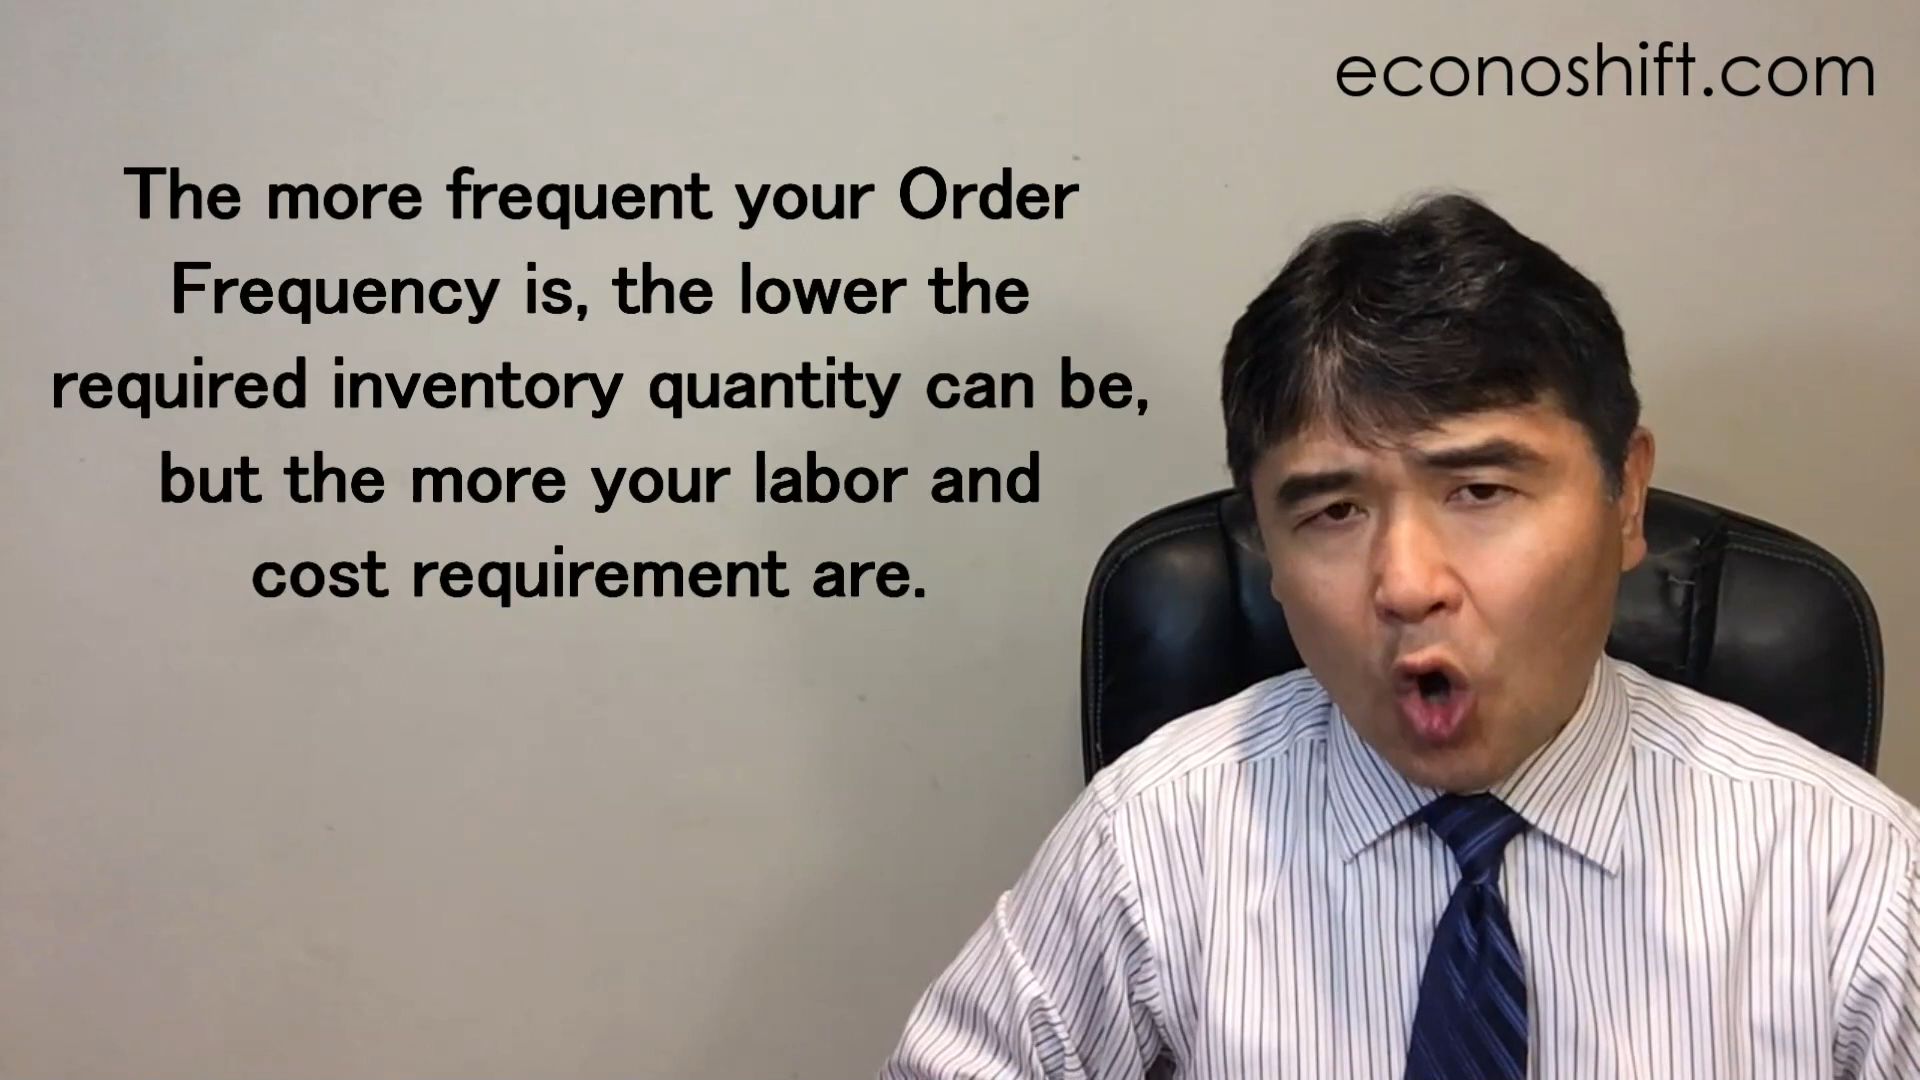 econoshift.com
The more frequent your Order
Frequency is, the lower the
required inventory quantity can be,
but the more your labor and
cost requirement are.